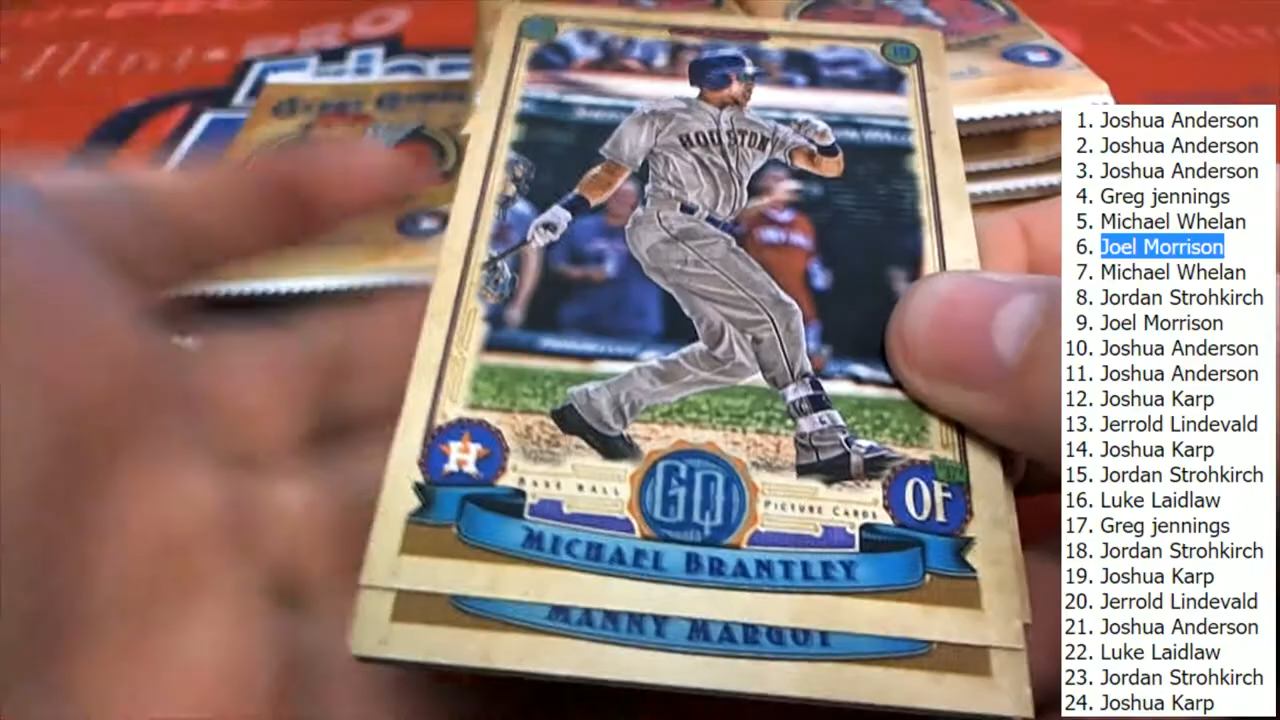 PRO
19
HOUSTON
H
BASE BALL
GQ
PICTURE CARDS
OF
MICHAEL BRANTLEY
MANNY MARGOT
1. Joshua Anderson
2. Joshua Anderson
3. Joshua Anderson
4. Greg jennings
5. Michael Whelan
6. Joel Morrison
7. Michael Whelan
8. Jordan Strohkirch
9. Joel Morrison
10. Joshua Anderson
11. Joshua Anderson
12. Joshua Karp
13. Jerrold Lindevald
14. Joshua Karp
15. Jordan Strohkirch
16. Luke Laidlaw
17. Greg jennings
18. Jordan Strohkirch
19. Joshua Karp
20. Jerrold Lindevald
21. Joshua Anderson
22. Luke Laidlaw
23. Jordan Strohkirch
24. Joshua Karp